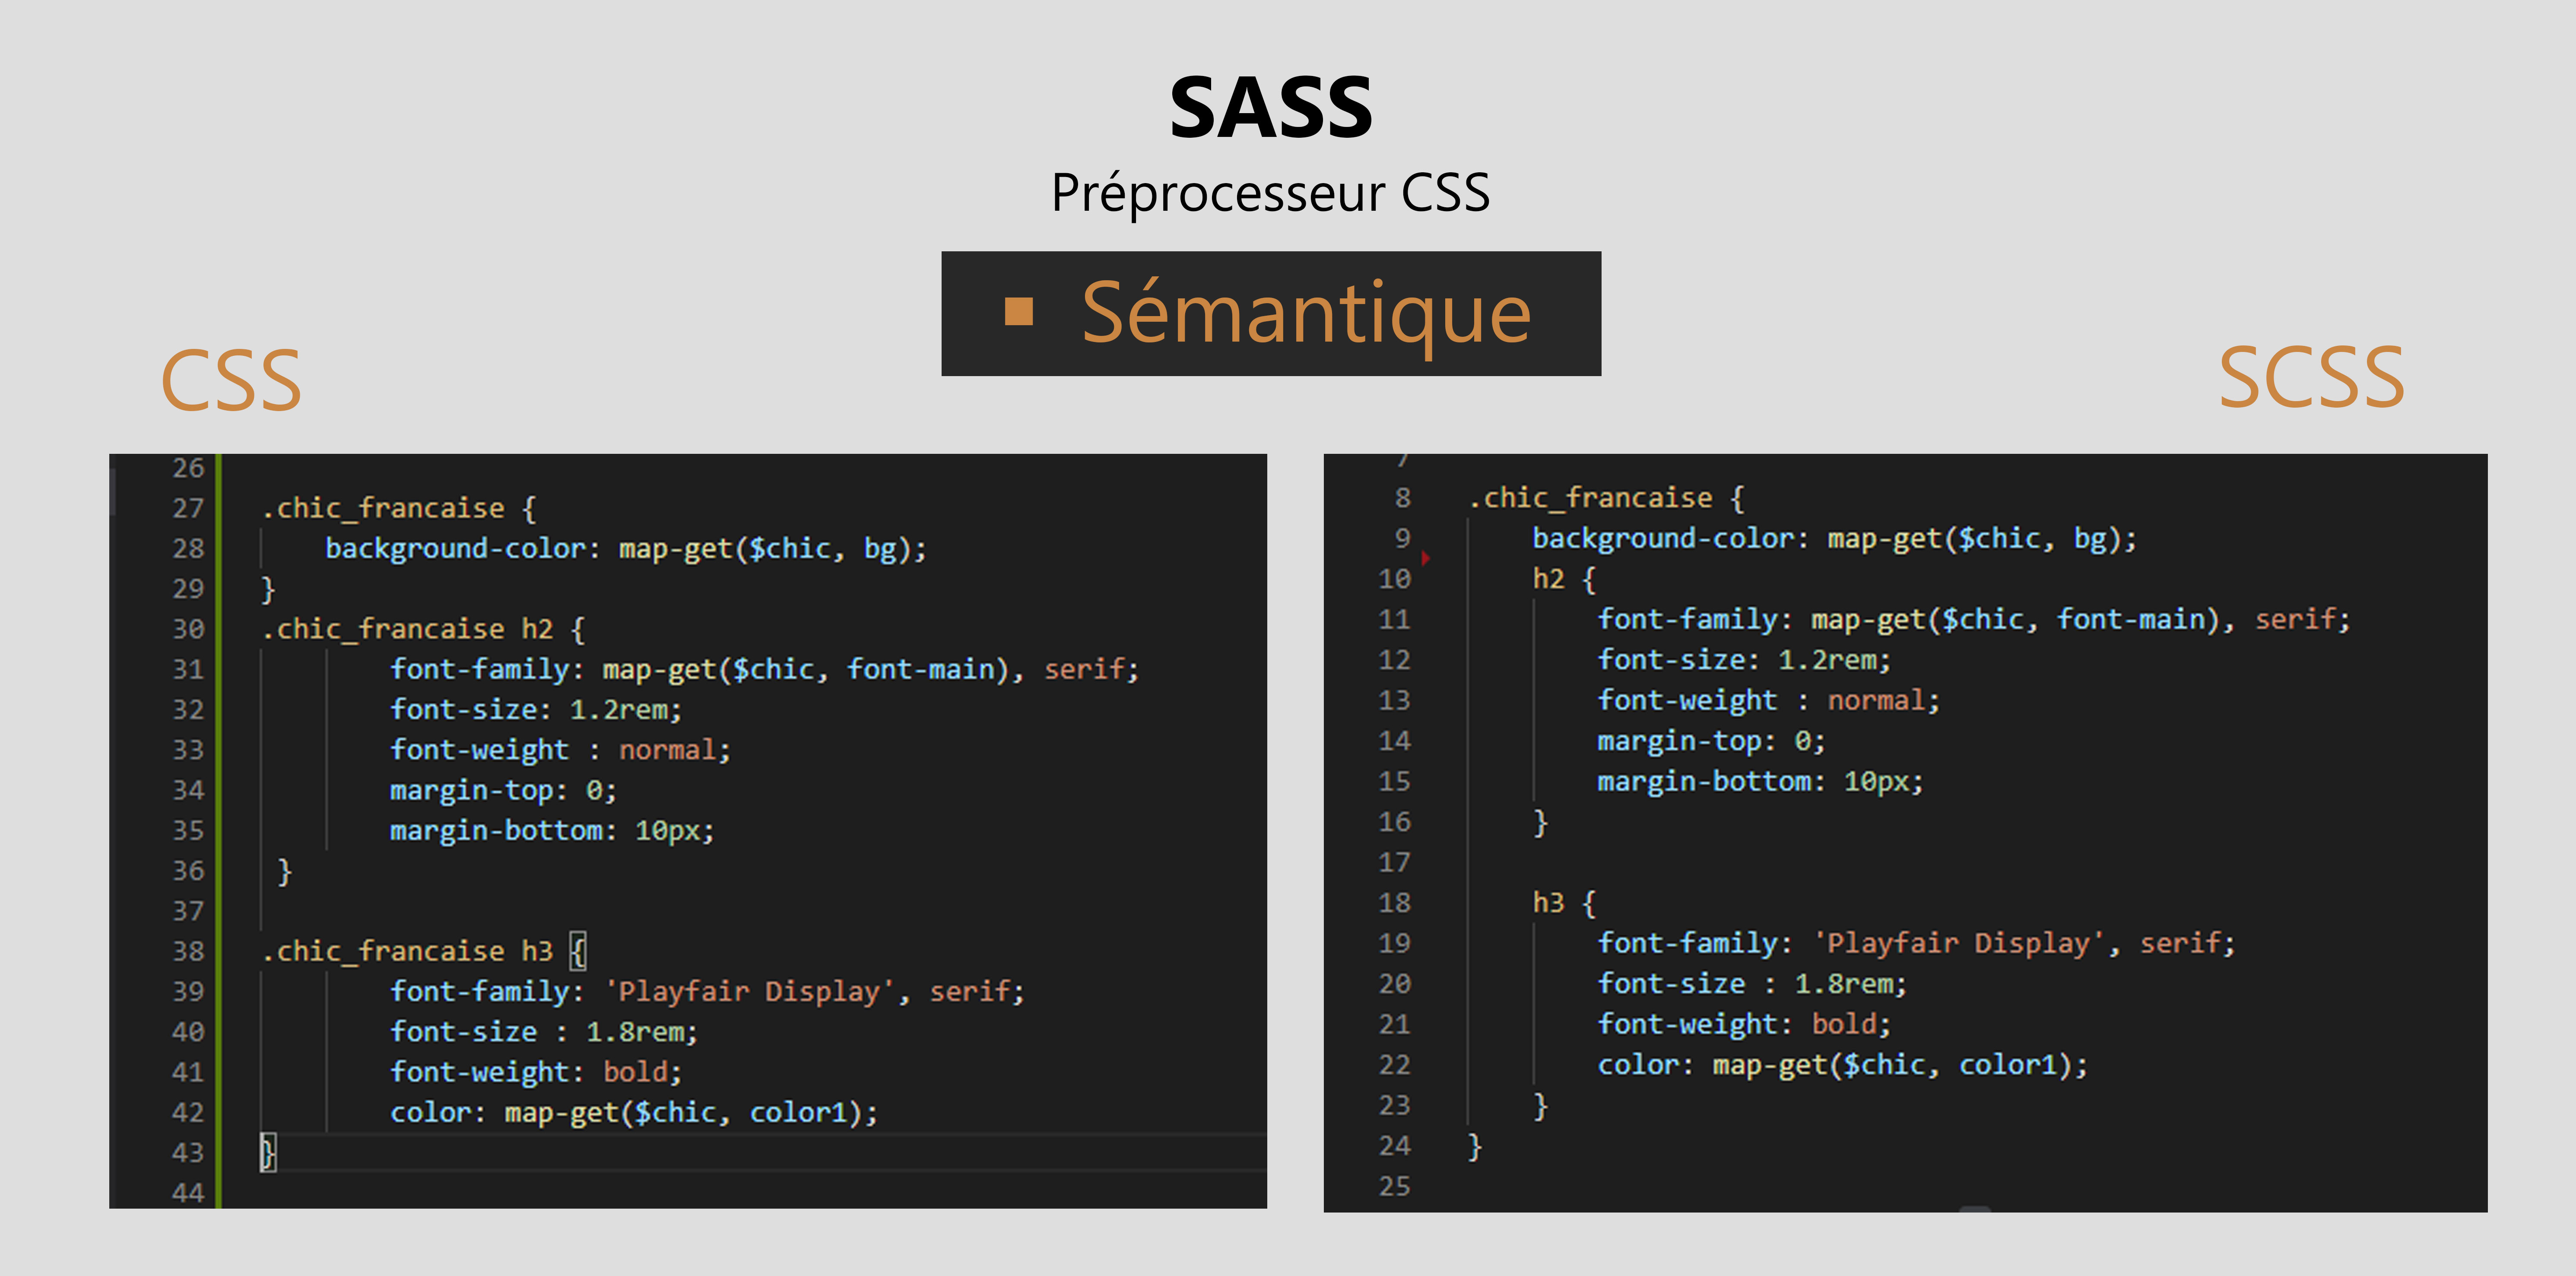 SASS
Préprocesseur CSS
▪ Sémantique
CSS
SCSS
26
27 .chic_francaise {
28 background-color: map-get($chic, bg);
29 }
30 .chic_francaise h2 {
31 font-family: map-get($chic, font-main), serif;
32 font-size: 1.2rem;
33 font-weight : normal;
34 margin-top: 0;
35 margin-bottom: 10px;
36 }
37
38 .chic_francaise h3 {
39 font-family: 'Playfair Display', serif;
40 font-size : 1.8rem;
41 font-weight: bold;
42 color: map-get($chic, color1);
43 }
44
7
8 .chic_francaise {
9 background-color: map-get($chic, bg);
10 h2 {
11 font-family: map-get($chic, font-main), serif;
12 font-size: 1.2rem;
13 font-weight : normal;
14 margin-top: 0;
15 margin-bottom: 10px;
16 }
17
18 h3 {
19 font-family: 'Playfair Display', serif;
20 font-size : 1.8rem;
21 font-weight: bold;
22 color: map-get($chic, color1);
23 }
24 }
25